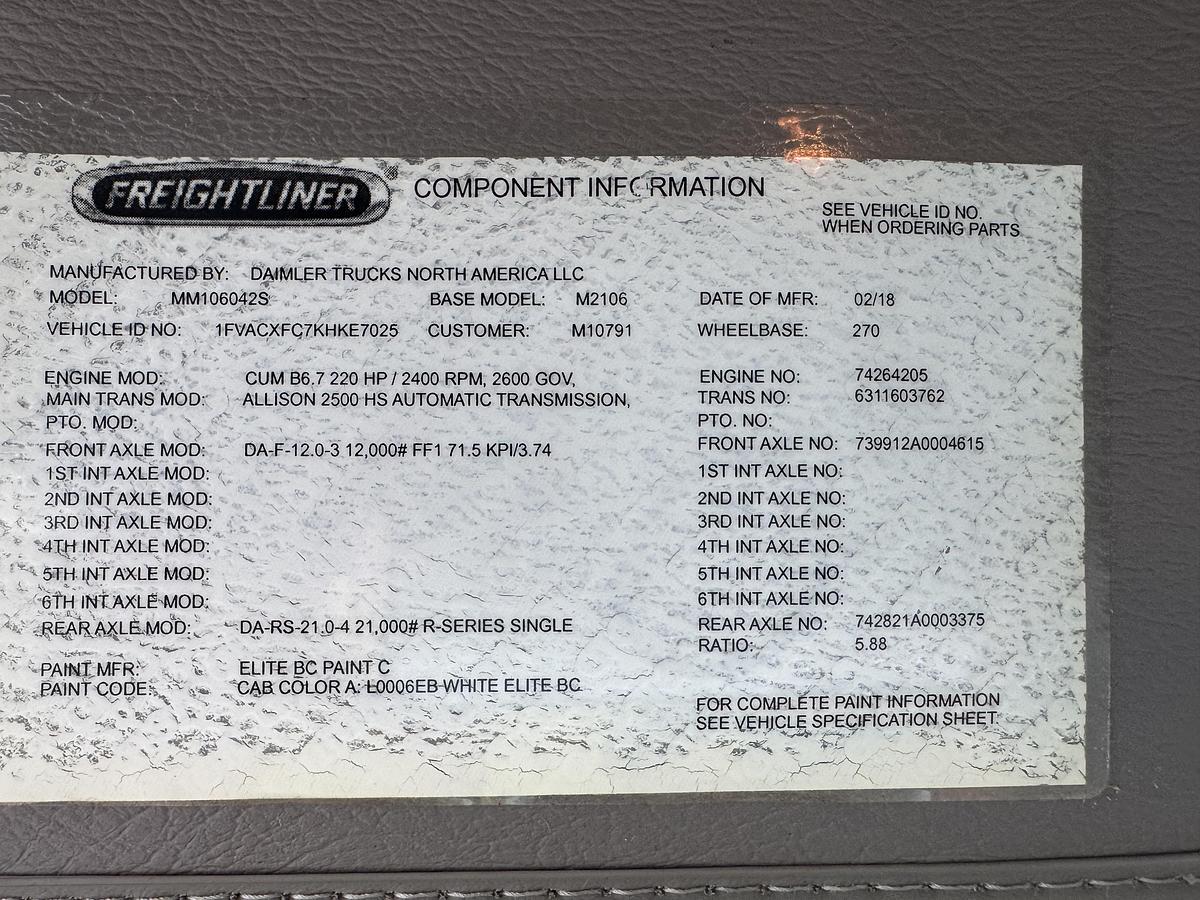 FREIGHTLINER COMPONENT INFORMATION
SEE VEHICLE ID NO.
WHEN ORDERING PARTS
MANUFACTURED BY: DAIMLER TRUCKS NORTH AMERICA LLC
MODEL: MM106042S BASE MODEL: M2106 DATE OF MFR: 02/18
VEHICLE ID NO: 1FVACXFC7KHKE7025 CUSTOMER: M10791 WHEELBASE: 270
ENGINE MOD: CUM B6.7 220 HP / 2400 RPM, 2600 GOV, ENGINE NO: 74264205
MAIN TRANS MOD: ALLISON 2500 HS AUTOMATIC TRANSMISSION, TRANS NO: 6311603762
PTO. MOD: PTO. NO:
FRONT AXLE MOD: DA-F-12.0-3 12,000# FF1 71.5 KPI/3.74 FRONT AXLE NO: 739912A0004615
1ST INT AXLE MOD: 1ST INT AXLE NO:
2ND INT AXLE MOD: 2ND INT AXLE NO:
3RD INT AXLE MOD: 3RD INT AXLE NO:
4TH INT AXLE MOD: 4TH INT AXLE NO:
5TH INT AXLE MOD: 5TH INT AXLE NO:
6TH INT AXLE MOD: 6TH INT AXLE NO:
REAR AXLE MOD: DA-RS-21.0-4 21,000# R-SERIES SINGLE REAR AXLE NO: 742821A0003375
RATIO: 5.88
PAINT MFR: ELITE BC PAINT C
PAINT CODE: CAB COLOR A: L0006EB WHITE ELITE BC
FOR COMPLETE PAINT INFORMATION
SEE VEHICLE SPECIFICATION SHEET.